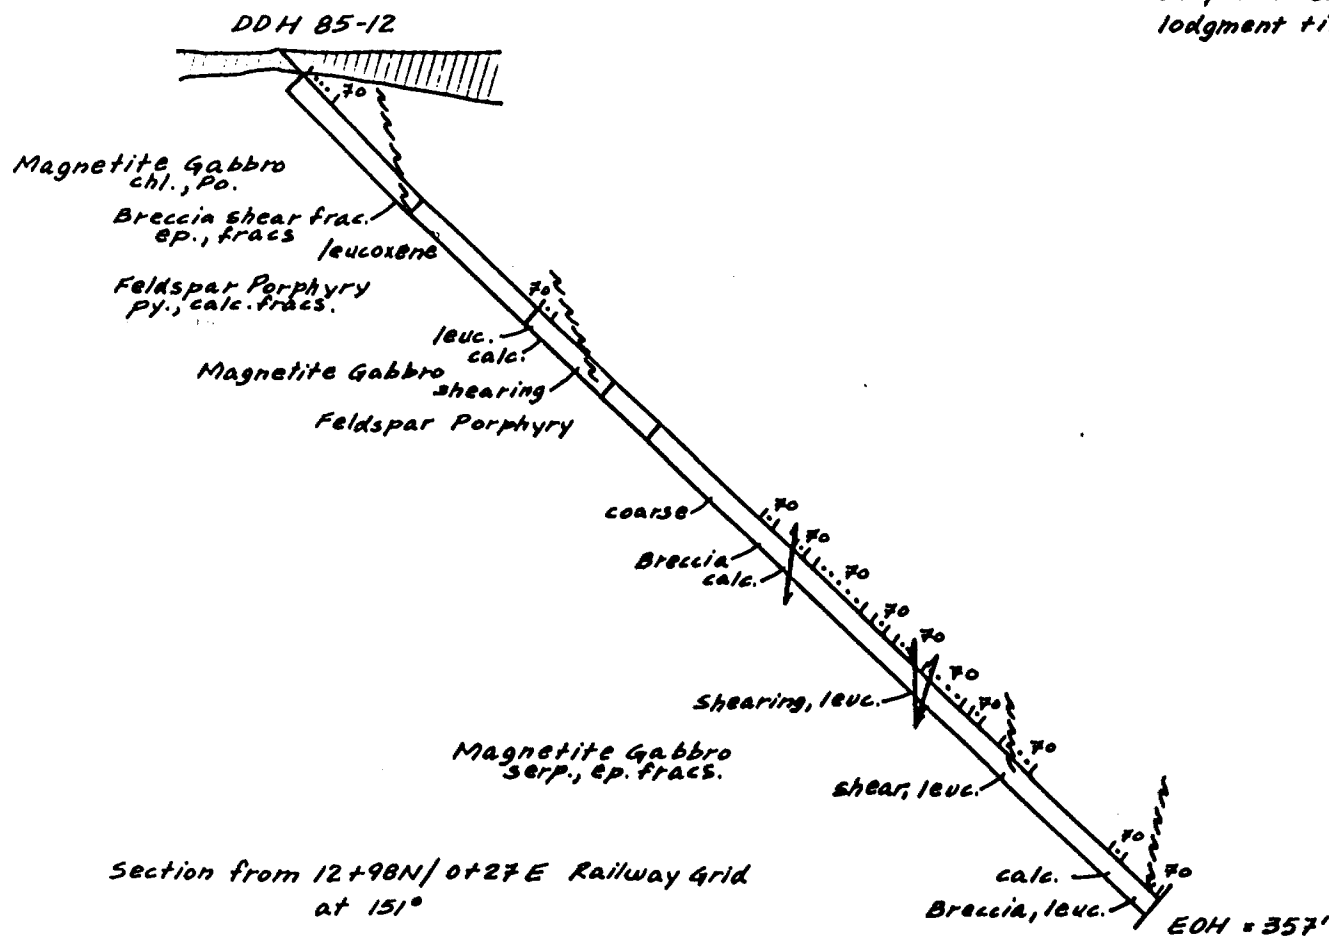 DDH 85-12
lodgment
70
Magnetite Gabbro
chl., Po.
Breccia shear frac.
ep., fracs
leucoxene
Feldspar Porphyry
py., calc. fracs.
70
leuc.
calc.
Magnetite Gabbro
shearing
Feldspar Porphyry
coarse
70
Breccia
calc.
70
70
70
70
Shearing, leuc.
70
70
Magnetite Gabbro
serp., ep. fracs.
70
shear, leuc.
70
calc.
70
Breccia, leuc.
Section from 12+98N/0+27E Railway Grid
at 151°
EOH = 357'